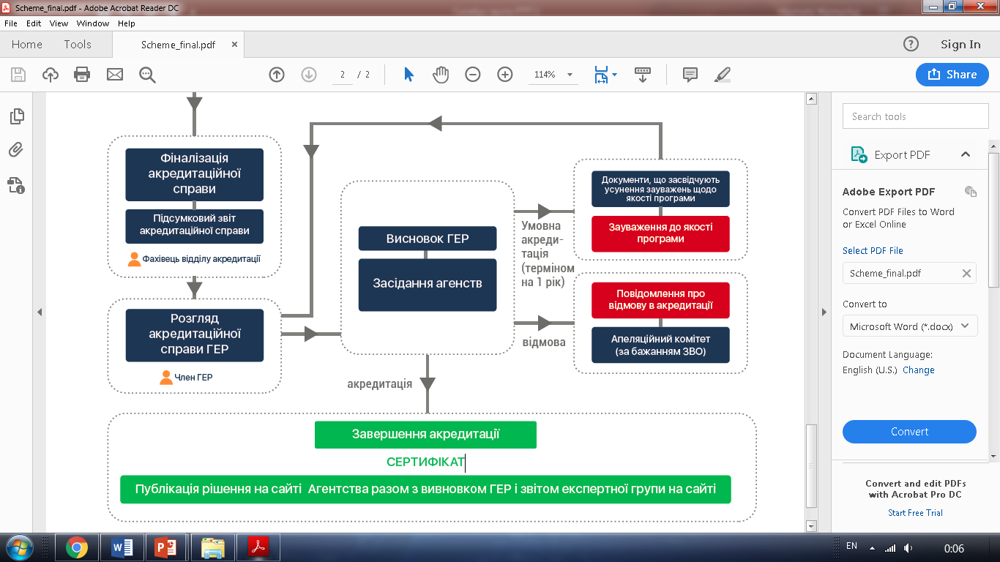 Scheme_final.pdf - Adobe Acrobat Reader DC
File Edit View Window Help
Home Tools Scheme_final.pdf × Sign In
2 / 2 114% Share
Фіналізація
акредитаційної
справи
Підсумковий звіт
акредитаційної справи
Фахівець відділу акредитації
Розгляд
акредитаційної
справи ГЕР
Член ГЕР
Висновок ГЕР
Засідання агенств
Умовна
акреди-
тація
(терміном
на 1 рік)
відмова
акредитація
Документи, що засвідчують
усунення зауважень щодо
якості програми
Зауваження до якості
програми
Повідомлення про
відмову в акредитації
Апеляційний комітет
(за бажанням ЗВО)
Завершення акредитації
СЕРТИФІКАТ
Публікація рішення на сайті Агентства разом з вивновком ГЕР і звітом експертної групи на сайті
Search tools
Export PDF
Adobe Export PDF
Convert PDF Files to Word
or Excel Online
Select PDF File
Scheme_final.pdf
Convert to
Microsoft Word (*.docx)
Document Language:
English (U.S.) Change
Convert
Convert and edit PDFs
with Acrobat Pro DC
Start Free Trial
EN 0:06